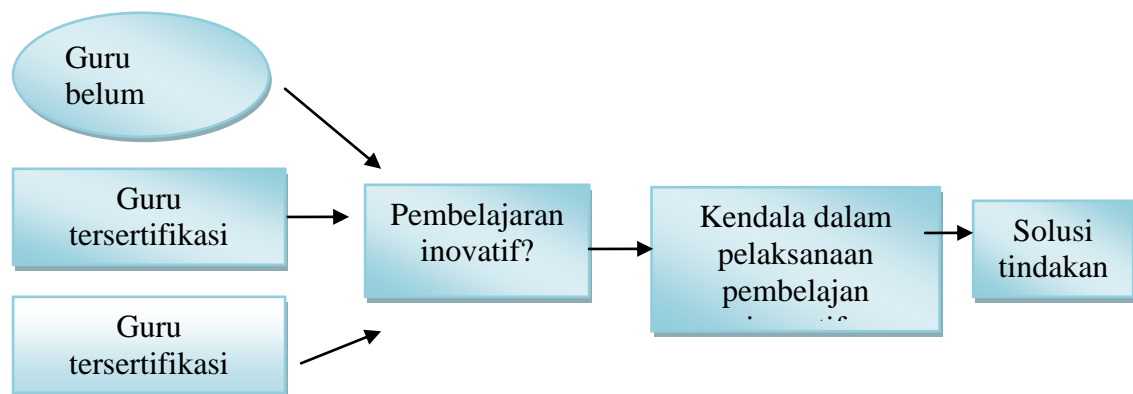 Guru
belum
Guru
tersertifikasi
Guru
tersertifikasi
Pembelajaran
inovatif?
Kendala dalam
pelaksanaan
pembelajan
Solusi
tindakan